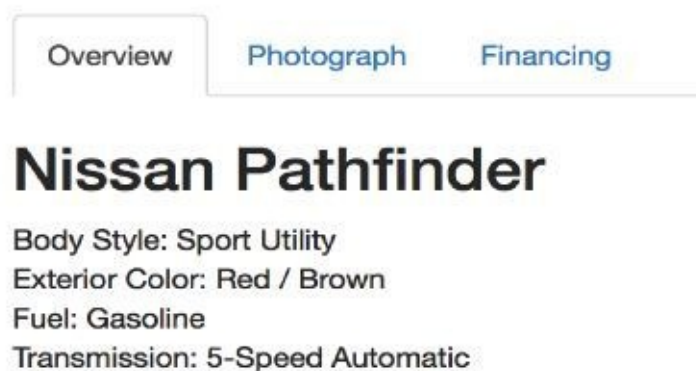 Overview Photograph Financing
Nissan Pathfinder
Body Style: Sport Utility
Exterior Color: Red / Brown
Fuel: Gasoline
Transmission: 5-Speed Automatic